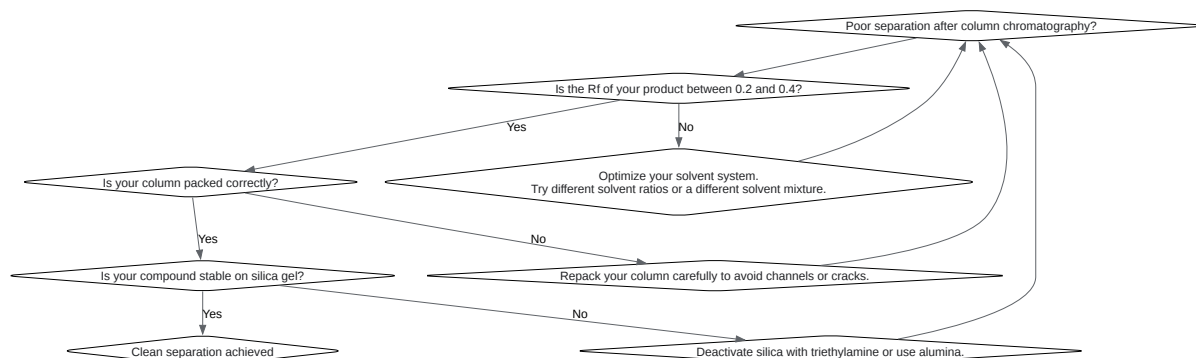 Poor separation after column chromatography?
Is the Rf of your product between 0.2 and 0.4?
Yes
No
Is your column packed correctly?
Optimize your solvent system.
Try different solvent ratios or a different solvent mixture.
Yes
No
Is your compound stable on silica gel?
Repack your column carefully to avoid channels or cracks.
Yes
No
Clean separation achieved
Deactivate silica with triethylamine or use alumina.